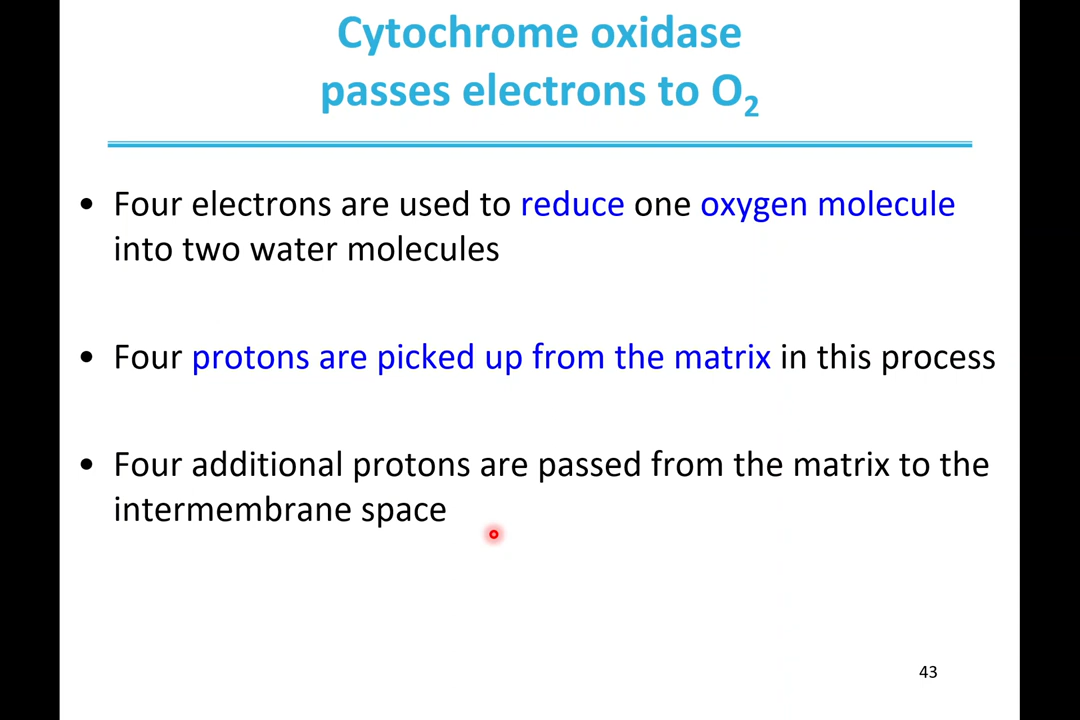 Cytochrome oxidase
passes electrons to O₂
• Four electrons are used to reduce one oxygen molecule
into two water molecules
• Four protons are picked up from the matrix in this process
• Four additional protons are passed from the matrix to the
intermembrane space
43